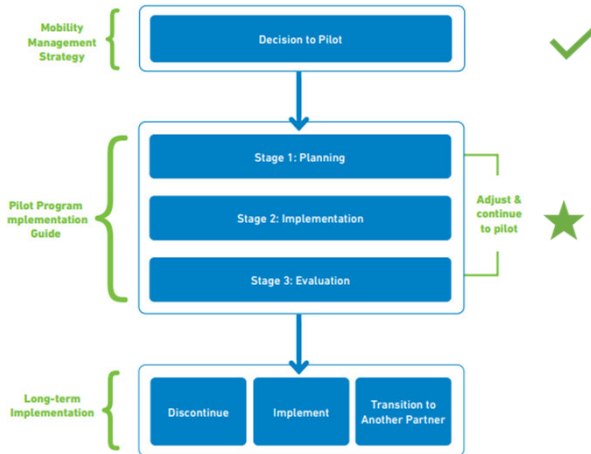 Mobility
Management
Strategy
Decision to Pilot
Pilot Program
mplementation
Guide
Stage 1: Planning
Stage 2: Implementation
Stage 3: Evaluation
Adjust &
continue
to pilot
Long-term
Implementation
Discontinue
Implement
Transition to
Another Partner